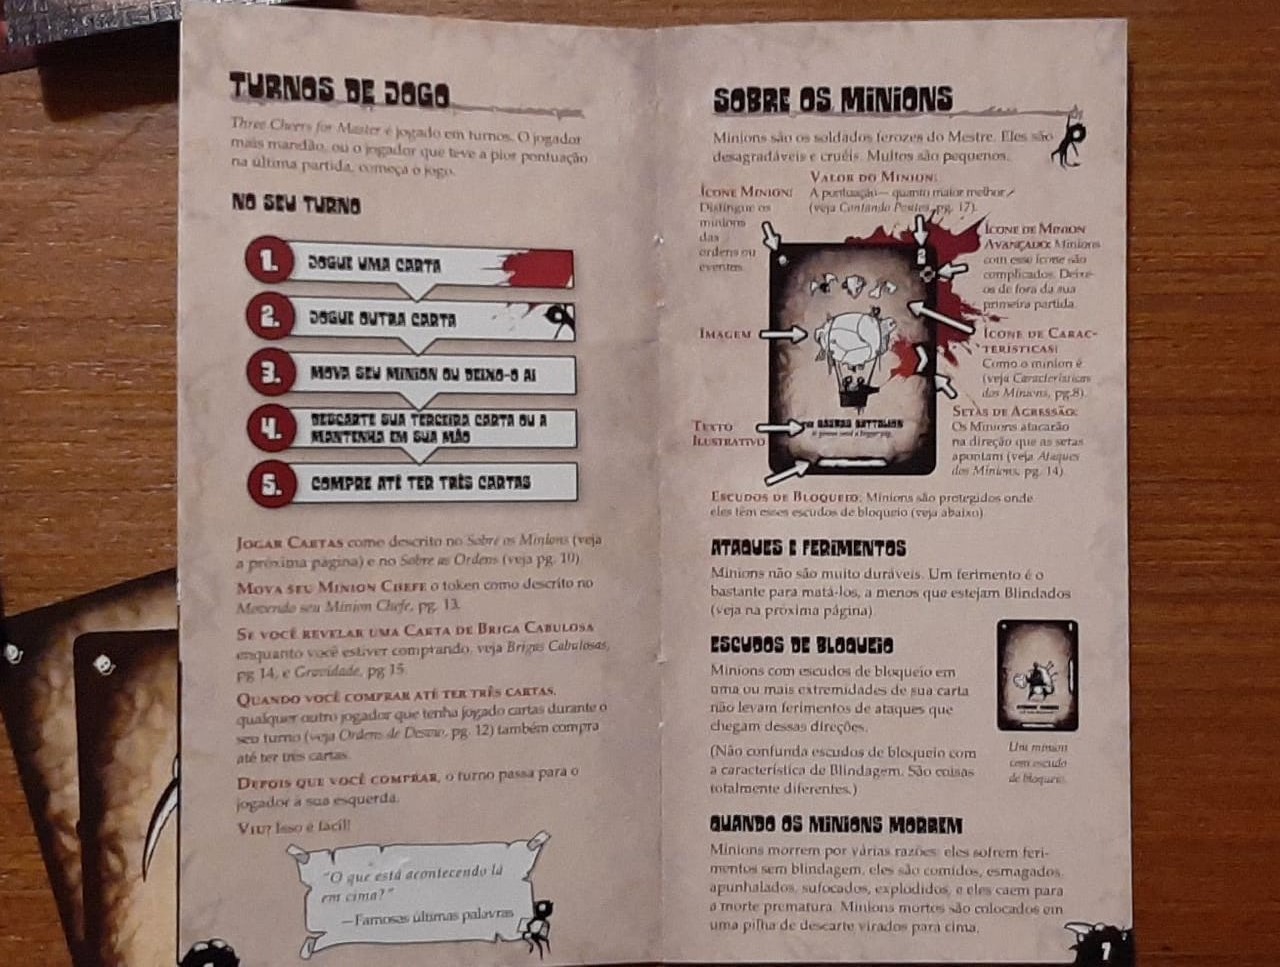 TURNOS DE JOGO
Three Cheers for Master é jogado em turnos. O jogador
mais mandão, ou o jogador que teve a pior pontuação
na última partida, começa o jogo.
NO SEU TURNO
1. JOGUE UMA CARTA
2. JOGUE OUTRA CARTA
3. MOVA SEU MINION OU DEIXE-O AI
4. DESCARTE SUA TERCEIRA CARTA OU A
MANTENHA EM SUA MÃO
5. COMPRE ATÉ TER TRÊS CARTAS
JOGAR CARTAS como descrito no Sobre os Minions (veja
a próxima página) e no Sobre as Ordens (veja pg. 10).
MOVA SEU MINION CHEFE o token como descrito no
Movendo seu Minion Chefe, pg. 13.
SE VOCÊ REVELAR UMA CARTA DE BRIGA CABULOSA
enquanto você estiver comprando, veja Brigas Cabulosas,
pg 14, e Gravidade, pg 15.
QUANDO VOCÊ COMPRAR ATÉ TER TRÊS CARTAS,
qualquer outro jogador que tenha jogado cartas durante o
seu turno (veja Ordens de Desvio, pg. 12) também compra
até ter três cartas.
DEPOIS QUE VOCÊ COMPRAR, o turno passa para o
jogador à sua esquerda.
VIU? Isso é fácil!
"O que está acontecendo lá
em cima?"
—Famosas últimas palavras
SOBRE OS MINIONS
Minions são os soldados ferozes do Mestre. Eles são
desagradáveis e cruéis. Muitos são pequenos.
VALOR DO MINION:
A pontuação— quanto maior melhor
(veja Contando Pontos, pg. 17).
ÍCONE MINION:
Distingue os
minions
das
ordens ou
eventos.
ÍCONE DE MINION
AVANÇADO: Minions
com esse ícone são
complicados. Deixe-
os de fora da sua
primeira partida.
IMAGEM
ÍCONE DE CARAC-
TERÍSTICAS:
Como o minion é
(veja Características
dos Minions, pg.8).
TEXTO
ILUSTRATIVO
SETAS DE AGRESSÃO:
Os Minions atacarão
na direção que as setas
apontam (veja Ataques
dos Minions, pg. 14).
ESCUDOS DE BLOQUEIO: Minions são protegidos onde
eles têm esses escudos de bloqueio (veja abaixo)
ATAQUES E FERIMENTOS
Minions não são muito duráveis. Um ferimento é o
bastante para matá-los, a menos que estejam Blindados
(veja na próxima página).
ESCUDOS DE BLOQUEIO
Minions com escudos de bloqueio em
uma ou mais extremidades de sua carta
não levam ferimentos de ataques que
chegam dessas direções.
(Não confunda escudos de bloqueio com
a característica de Blindagem. São coisas
totalmente diferentes.)
Um minion
com escudo
de bloqueio.
QUANDO OS MINIONS MORREM
Minions morrem por várias razões: eles sofrem feri-
mentos sem blindagem, eles são comidos, esmagados,
apunhalados, sufocados, explodidos, e eles caem para
a morte prematura. Minions mortos são colocados em
uma pilha de descarte virados para cima.
7